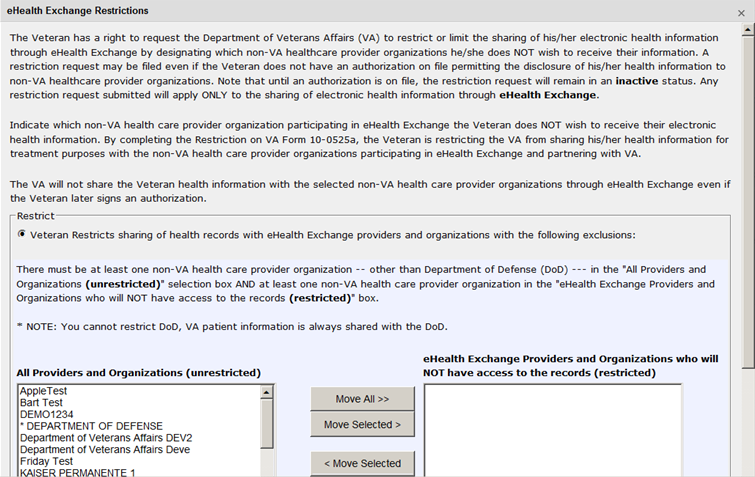 eHealth Exchange Restrictions
The Veteran has a right to request the Department of Veterans Affairs (VA) to restrict or limit the sharing of his/her electronic health information
through eHealth Exchange by designating which non-VA healthcare provider organizations he/she does NOT wish to receive their information. A
restriction request may be filed even if the Veteran does not have an authorization on file permitting the disclosure of his/her health information to
non-VA healthcare provider organizations. Note that until an authorization is on file, the restriction request will remain in an inactive status. Any
restriction request submitted will apply ONLY to the sharing of electronic health information through eHealth Exchange.
Indicate which non-VA health care provider organization participating in eHealth Exchange the Veteran does NOT wish to receive their electronic
health information. By completing the Restriction on VA Form 10-0525a, the Veteran is restricting the VA from sharing his/her health information for
treatment purposes with the non-VA health care provider organizations participating in eHealth Exchange and partnering with VA.
The VA will not share the Veteran health information with the selected non-VA health care provider organizations through eHealth Exchange even if
the Veteran later signs an authorization.
Restrict
Veteran Restricts sharing of health records with eHealth Exchange providers and organizations with the following exclusions:
There must be at least one non-VA health care provider organization -- other than Department of Defense (DoD) --- in the "All Providers and
Organizations (unrestricted)" selection box AND at least one non-VA health care provider organization in the "eHealth Exchange Providers and
Organizations who will NOT have access to the records (restricted)" box.
* NOTE: You cannot restrict DoD, VA patient information is always shared with the DoD.
All Providers and Organizations (unrestricted)
AppleTest
Bart Test
DEMO1234
* DEPARTMENT OF DEFENSE
Department of Veterans Affairs DEV2
Department of Veterans Affairs Deve
Friday Test
KAISER PERMANENTE 1
Move All >>
Move Selected >
< Move Selected
eHealth Exchange Providers and Organizations who will
NOT have access to the records (restricted)